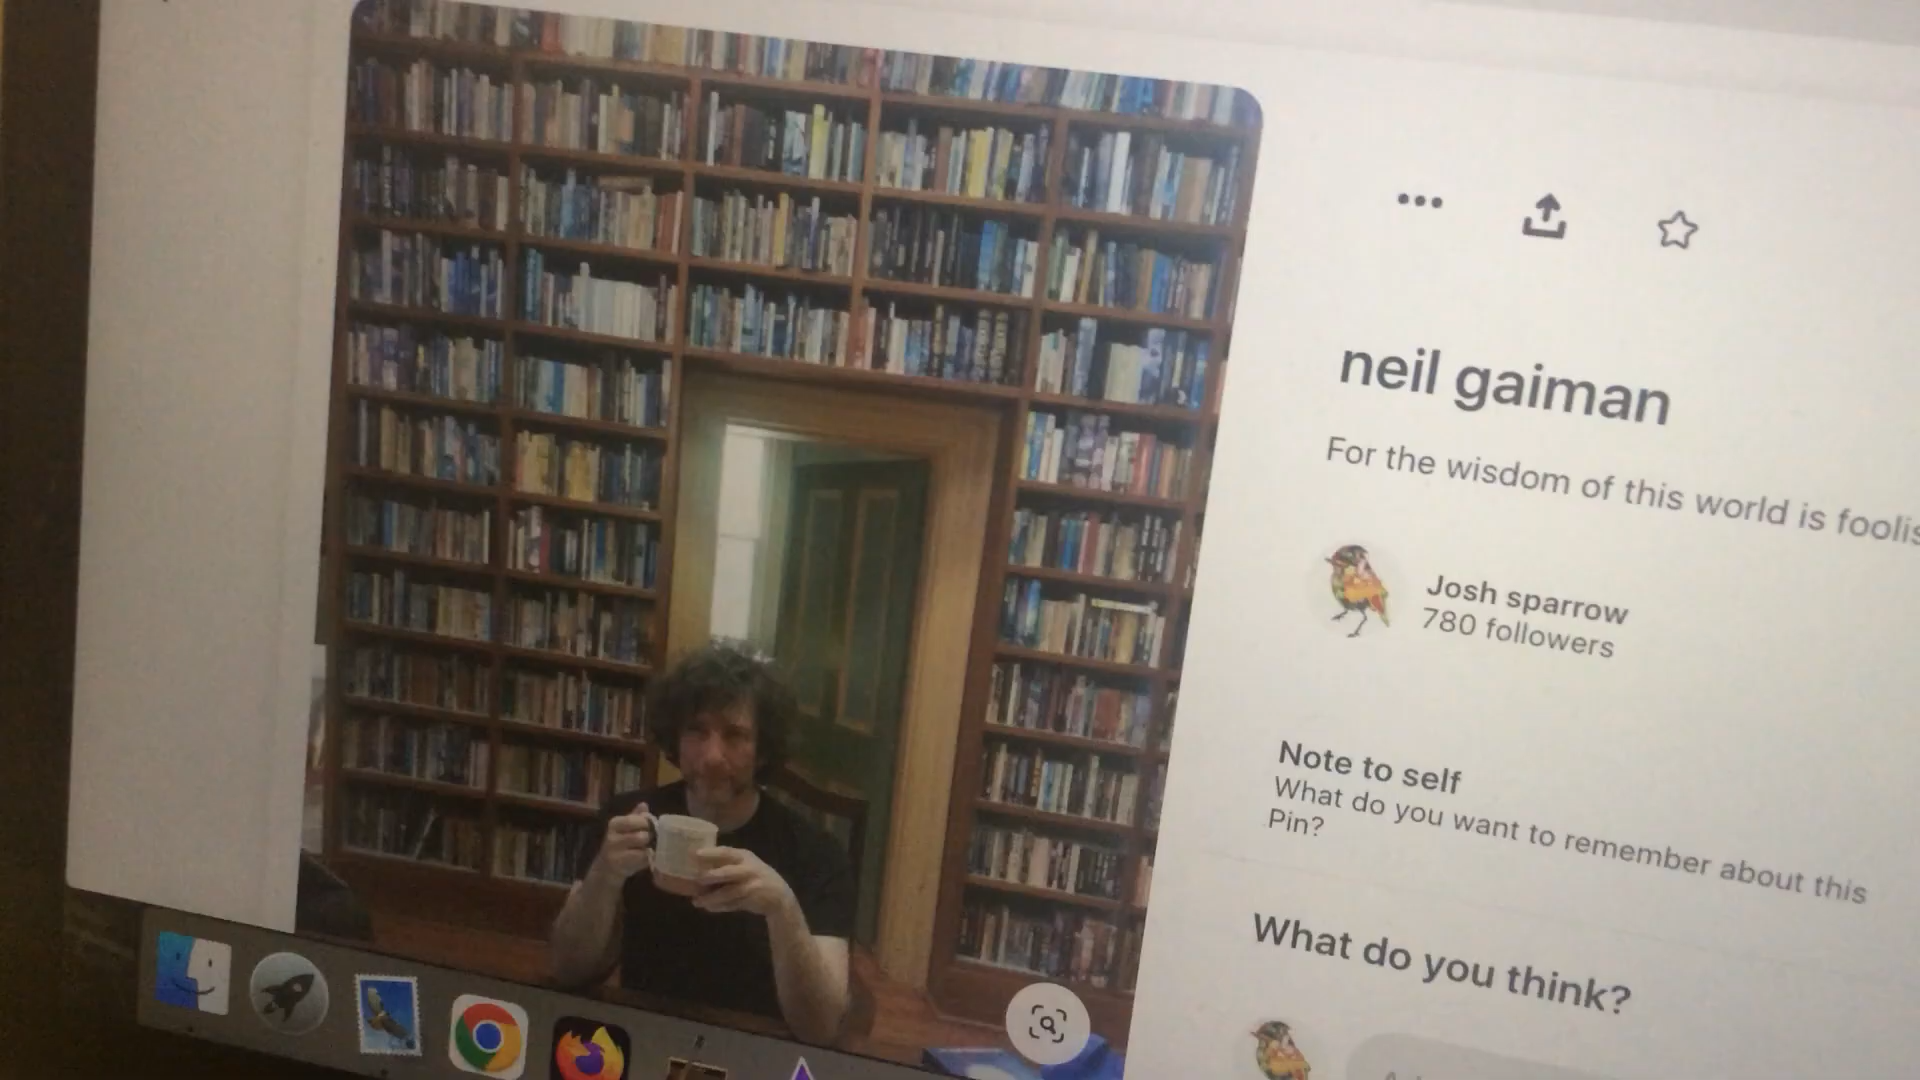 neil gaiman
For the wisdom of this world is foolis
Josh sparrow
780 followers
Note to self
What do you want to remember about this
Pin?
What do you think?